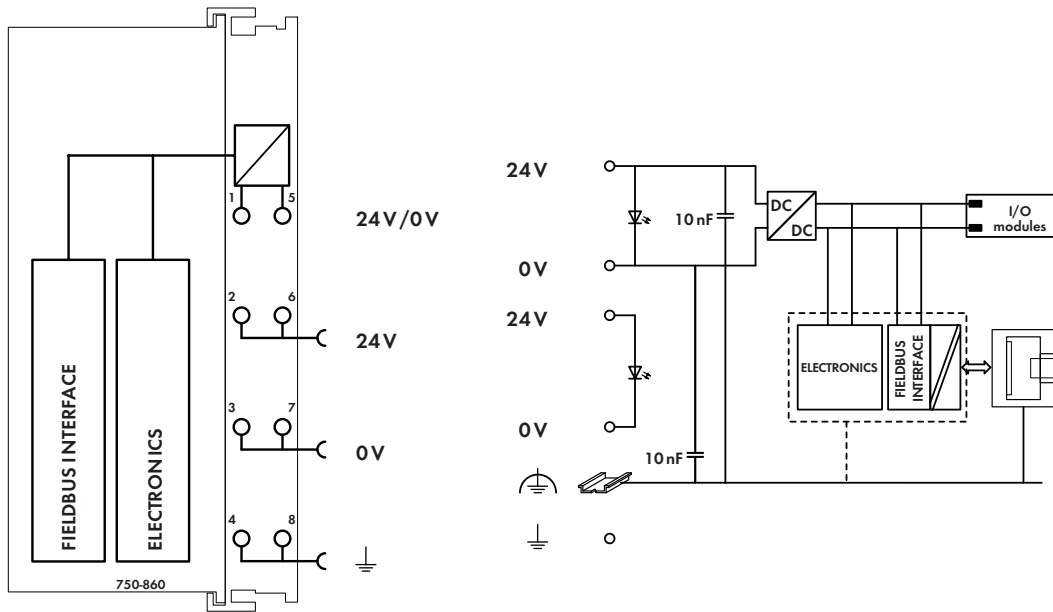 1
5
24V/0V
2
6
24V
3
7
0V
4
8
FIELDBUS INTERFACE
ELECTRONICS
750-860
24V
0V
24V
0V
10 nF
10 nF
DC
DC
I/O
modules
ELECTRONICS
FIELDBUS
INTERFACE